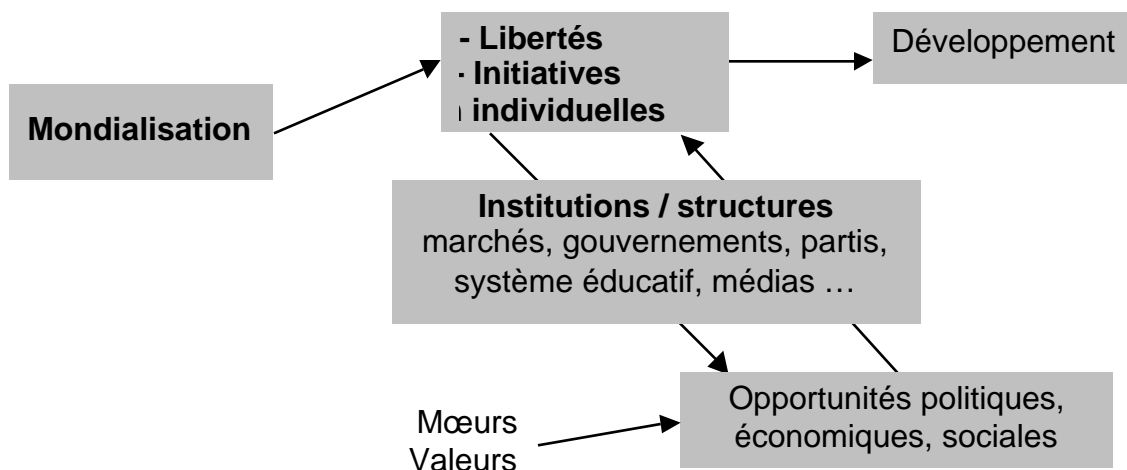 - Libertés
Développement
- Initiatives
individuelles
Mondialisation
Institutions / structures
marchés, gouvernements, partis,
système éducatif, médias …
Opportunités politiques,
économiques, sociales
Mœurs
Valeurs